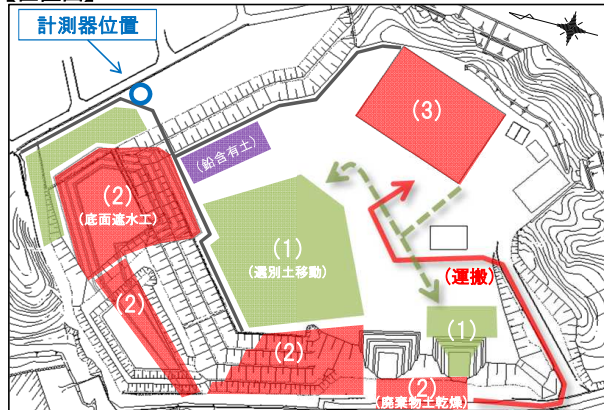 計測器位置
(3)
(鉛含有土)
(2)
(底面遮水工)
(1)
(選別土移動)
(運搬)
(2)
(2)
(1)
(2)
(廃棄物土乾燥)